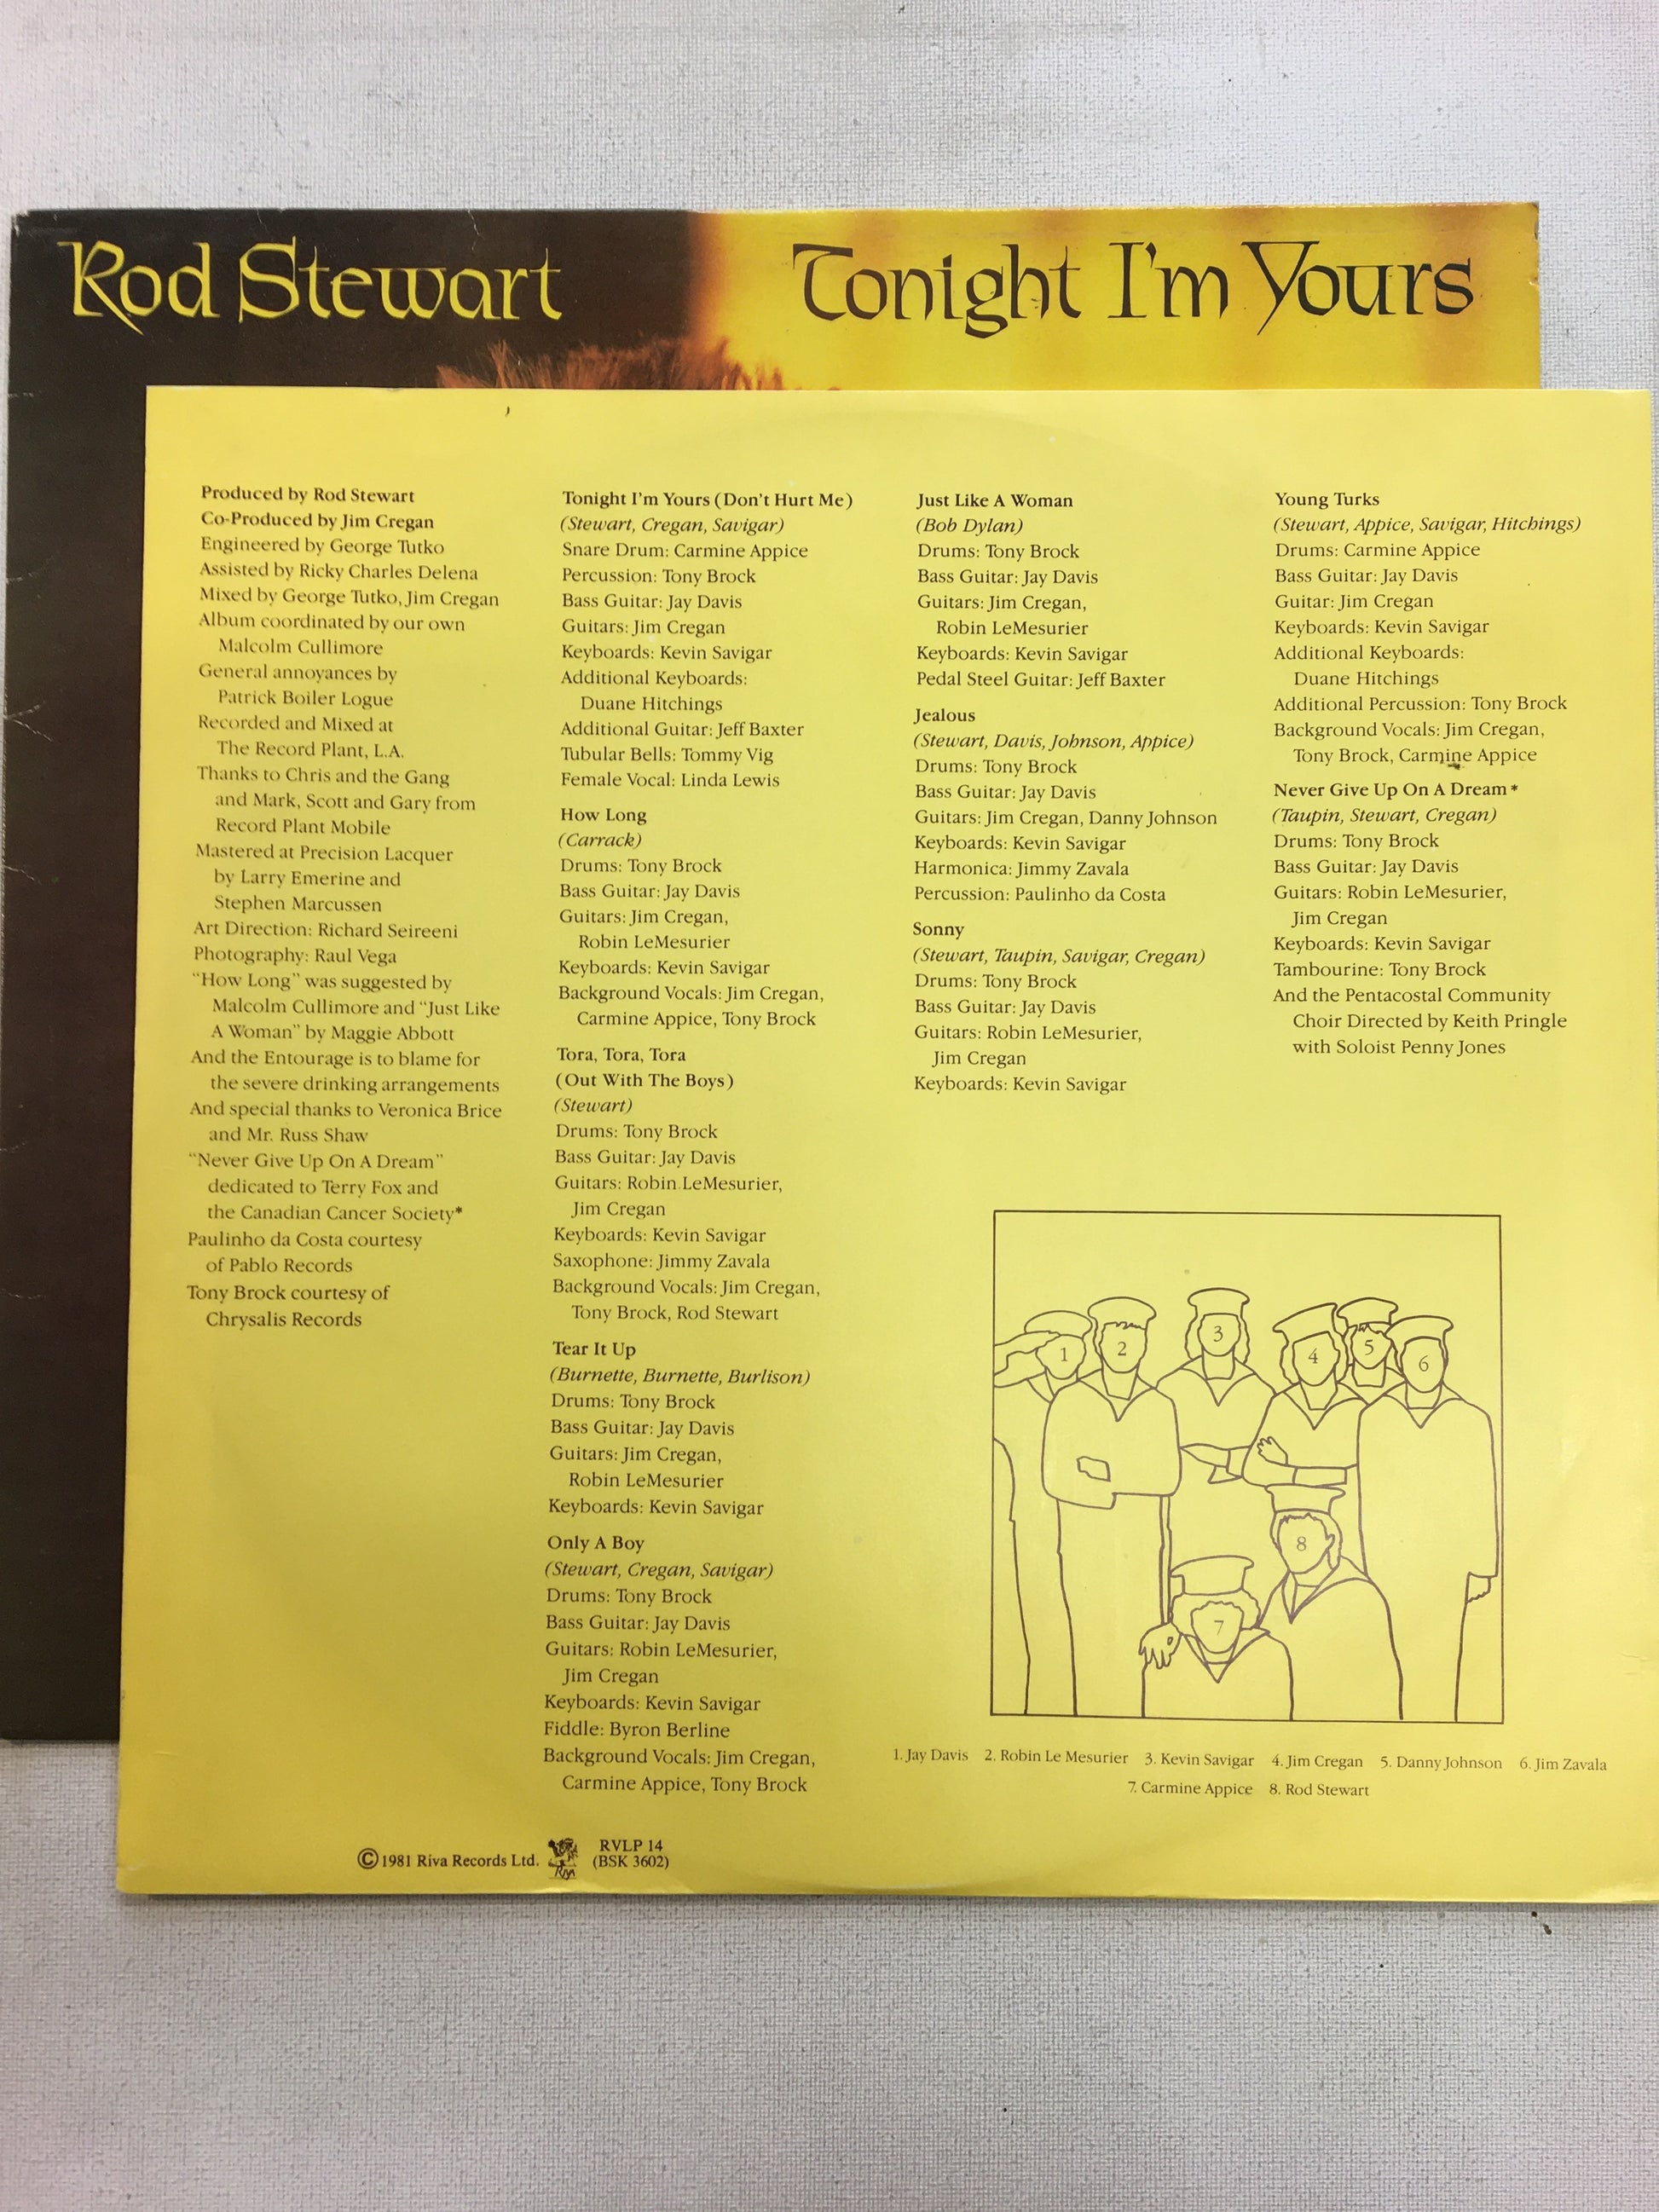 Rod Stewart
Tonight I'm Yours
Produced by Rod Stewart
Co-Produced by Jim Cregan
Engineered by George Tutko
Assisted by Ricky Charles Delena
Mixed by George Tutko, Jim Cregan
Album coordinated by our own
Malcolm Cullimore
General annoyances by
Patrick Boiler Logue
Recorded and Mixed at
The Record Plant, L.A.
Thanks to Chris and the Gang
and Mark, Scott and Gary from
Record Plant Mobile
Mastered at Precision Lacquer
by Larry Emerine and
Stephen Marcussen
Art Direction: Richard Seireeni
Photography: Raul Vega
"How Long" was suggested by
Malcolm Cullimore and "Just Like
A Woman" by Maggie Abbott
And the Entourage is to blame for
the severe drinking arrangements
And special thanks to Veronica Brice
and Mr. Russ Shaw
"Never Give Up On A Dream"
dedicated to Terry Fox and
the Canadian Cancer Society*
Paulinho da Costa courtesy
of Pablo Records
Tony Brock courtesy of
Chrysalis Records
Tonight I'm Yours (Don't Hurt Me)
(Stewart, Cregan, Savigar)
Snare Drum: Carmine Appice
Percussion: Tony Brock
Bass Guitar: Jay Davis
Guitars: Jim Cregan
Keyboards: Kevin Savigar
Additional Keyboards:
Duane Hitchings
Additional Guitar: Jeff Baxter
Tubular Bells: Tommy Vig
Female Vocal: Linda Lewis
How Long
(Carrack)
Drums: Tony Brock
Bass Guitar: Jay Davis
Guitars: Jim Cregan,
Robin LeMesurier
Keyboards: Kevin Savigar
Background Vocals: Jim Cregan,
Carmine Appice, Tony Brock
Tora, Tora, Tora
(Out With The Boys)
(Stewart)
Drums: Tony Brock
Bass Guitar: Jay Davis
Guitars: Robin LeMesurier,
Jim Cregan
Keyboards: Kevin Savigar
Saxophone: Jimmy Zavala
Background Vocals: Jim Cregan,
Tony Brock, Rod Stewart
Tear It Up
(Burnette, Burnette, Burlison)
Drums: Tony Brock
Bass Guitar: Jay Davis
Guitars: Jim Cregan,
Robin LeMesurier
Keyboards: Kevin Savigar
Only A Boy
(Stewart, Cregan, Savigar)
Drums: Tony Brock
Bass Guitar: Jay Davis
Guitars: Robin LeMesurier,
Jim Cregan
Keyboards: Kevin Savigar
Fiddle: Byron Berline
Background Vocals: Jim Cregan,
Carmine Appice, Tony Brock
Just Like A Woman
(Bob Dylan)
Drums: Tony Brock
Bass Guitar: Jay Davis
Guitars: Jim Cregan,
Robin LeMesurier
Keyboards: Kevin Savigar
Pedal Steel Guitar: Jeff Baxter
Jealous
(Stewart, Davis, Johnson, Appice)
Drums: Tony Brock
Bass Guitar: Jay Davis
Guitars: Jim Cregan, Danny Johnson
Keyboards: Kevin Savigar
Harmonica: Jimmy Zavala
Percussion: Paulinho da Costa
Sonny
(Stewart, Taupin, Savigar, Cregan)
Drums: Tony Brock
Bass Guitar: Jay Davis
Guitars: Robin LeMesurier,
Jim Cregan
Keyboards: Kevin Savigar
Young Turks
(Stewart, Appice, Savigar, Hitchings)
Drums: Carmine Appice
Bass Guitar: Jay Davis
Guitar: Jim Cregan
Keyboards: Kevin Savigar
Additional Keyboards:
Duane Hitchings
Additional Percussion: Tony Brock
Background Vocals: Jim Cregan,
Tony Brock, Carmine Appice
Never Give Up On A Dream*
(Taupin, Stewart, Cregan)
Drums: Tony Brock
Bass Guitar: Jay Davis
Guitars: Robin LeMesurier,
Jim Cregan
Keyboards: Kevin Savigar
Tambourine: Tony Brock
And the Pentacostal Community
Choir Directed by Keith Pringle
with Soloist Penny Jones
1
2
3
4
5
6
7
8
1. Jay Davis 2. Robin Le Mesurier 3. Kevin Savigar 4. Jim Cregan 5. Danny Johnson 6. Jim Zavala
7. Carmine Appice 8. Rod Stewart
©1981 Riva Records Ltd.
Riva
RVLP 14
(BSK 3602)